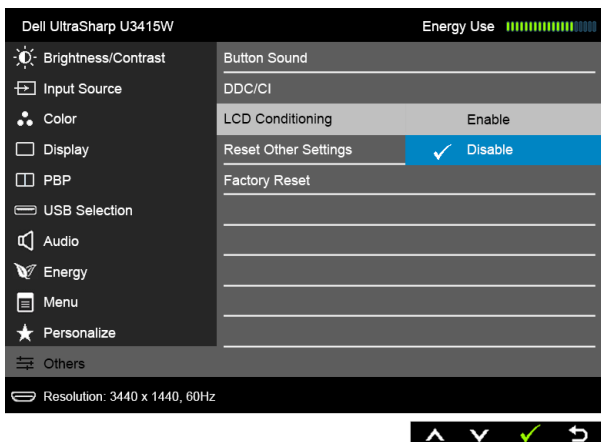 Dell UltraSharp U3415W Energy Use
Brightness/Contrast Button Sound
Input Source DDC/CI
Color LCD Conditioning Enable
Display Reset Other Settings Disable
PBP Factory Reset
USB Selection
Audio
Energy
Menu
Personalize
Others
Resolution: 3440 x 1440, 60Hz